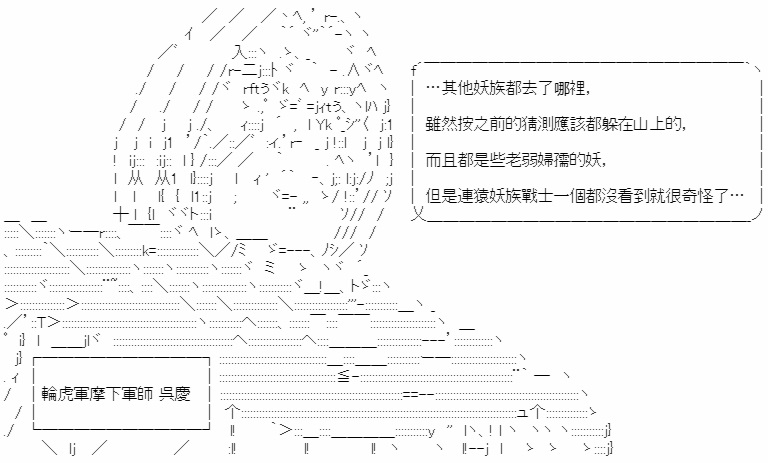 …其他妖族都去了哪裡,
雖然按之前的猜測應該都躲在山上的,
而且都是些老弱婦孺的妖,
但是連猿妖族戰士一個都沒看到就很奇怪了…
輪虎軍摩下軍師 吳慶